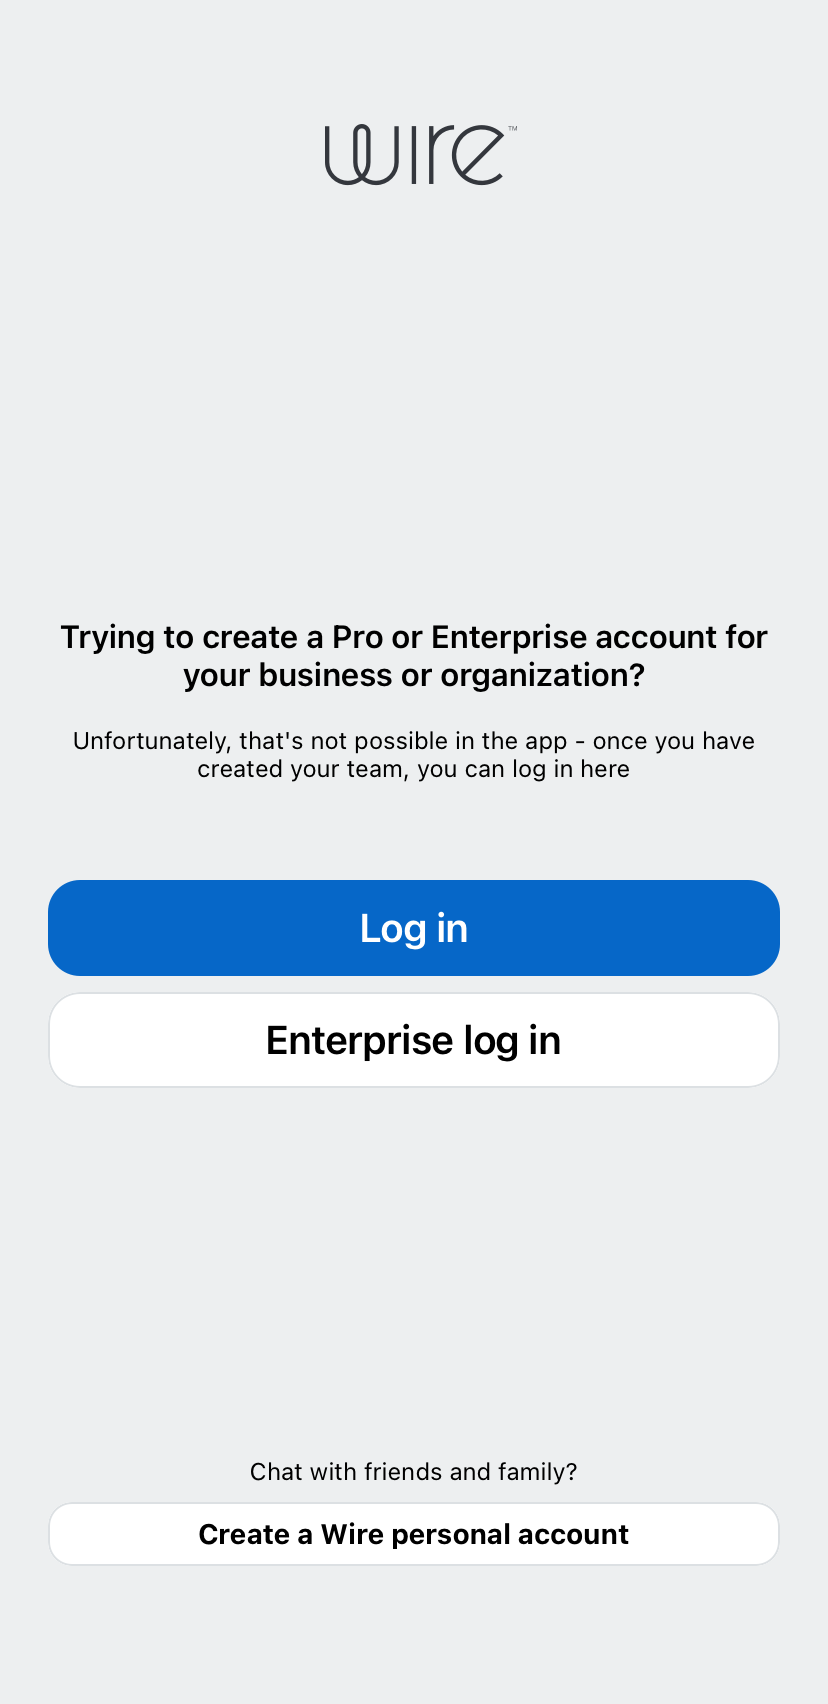 wire™
Trying to create a Pro or Enterprise account for
your business or organization?
Unfortunately, that's not possible in the app - once you have
created your team, you can log in here
Log in
Enterprise log in
Chat with friends and family?
Create a Wire personal account